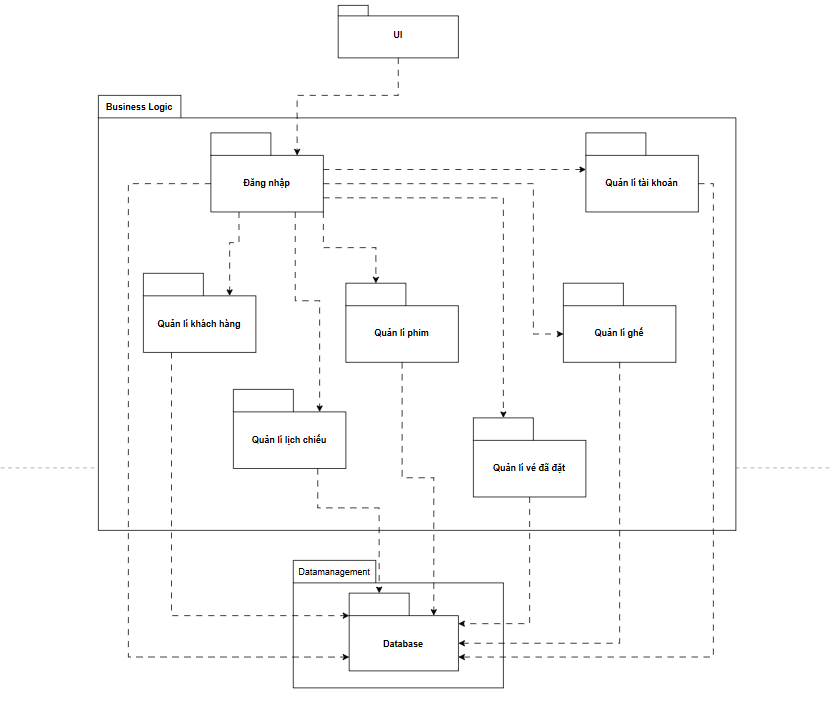 UI
Business Logic
Đăng nhập
Quản lí tài khoản
Quản lí khách hàng
Quản lí phim
Quản lí ghế
Quản lí lịch chiếu
Quản lí vé đã đặt
Datamanagement
Database